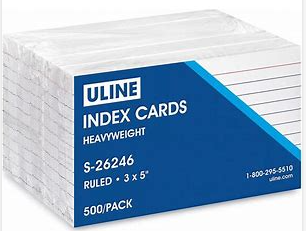 ULINE
INDEX CARDS
HEAVYWEIGHT
S-26246
RULED • 3 x 5"
500/PACK
1-800-295-5510
uline.com